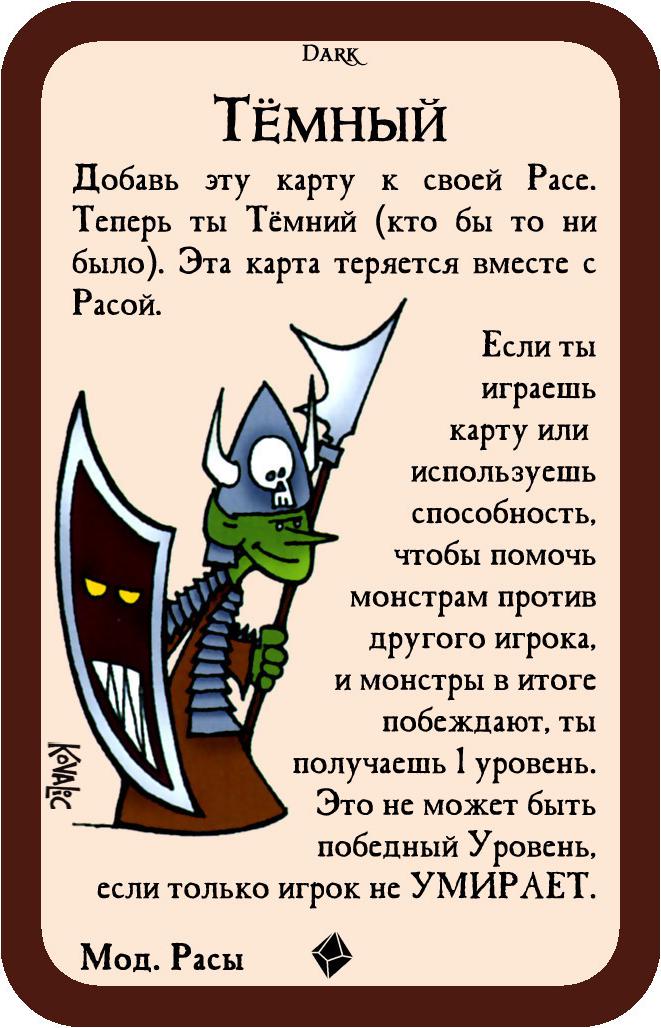 Dark
Тёмный
Добавь эту карту к своей Расе.
Теперь ты Тёмний (кто бы то ни
было). Эта карта теряется вместе с
Расой.
Если ты
играешь
карту или
используешь
способность,
чтобы помочь
монстрам против
другого игрока,
и монстры в итоге
побеждают, ты
получаешь 1 уровень.
Это не может быть
победный Уровень,
если только игрок не УМИРАЕТ.
Kovalic
Мод. Расы